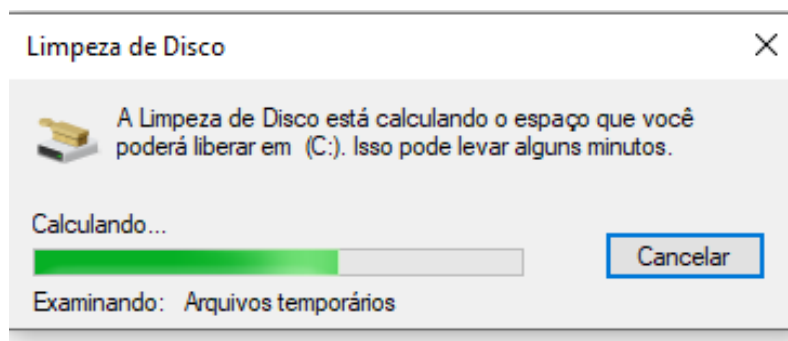 Limpeza de Disco
A Limpeza de Disco está calculando o espaço que você
poderá liberar em  (C:). Isso pode levar alguns minutos.
Calculando...
Cancelar
Examinando:   Arquivos temporários